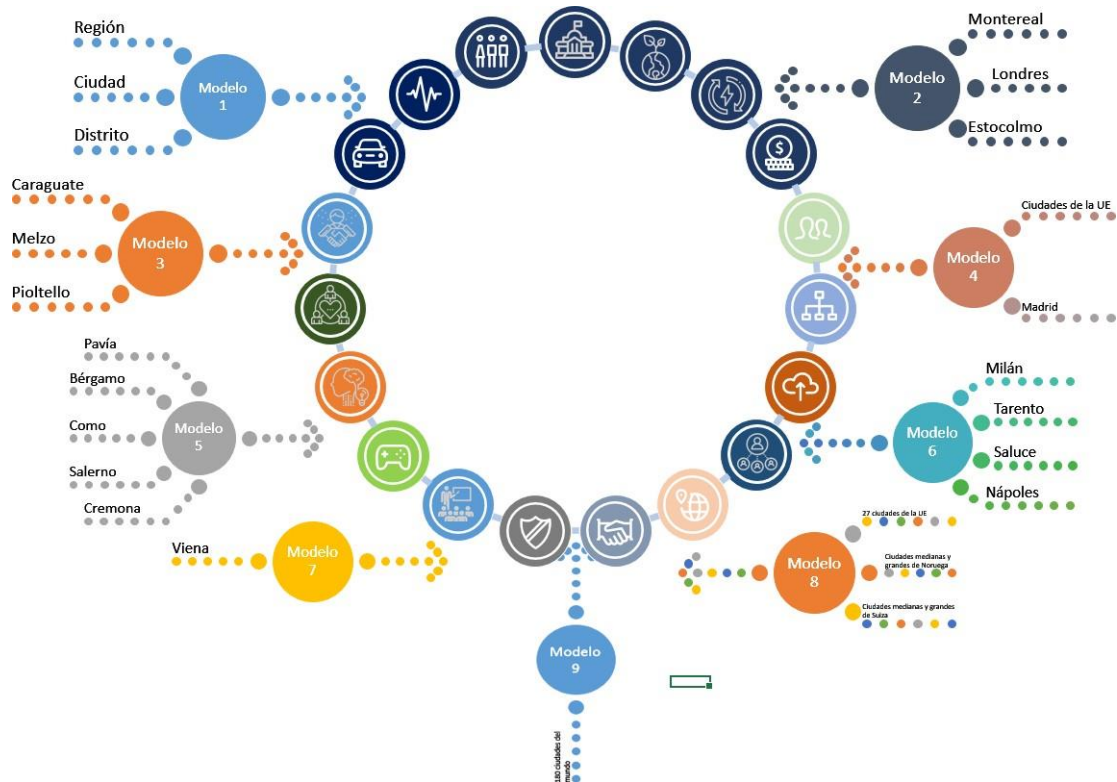 Región
Ciudad
Distrito
Modelo
1
Montereal
Londres
Estocolmo
Modelo
2
Caraguate
Melzo
Pioltello
Modelo
3
Ciudades de la UE
Madrid
Modelo
4
Pavía
Bérgamo
Como
Salerno
Cremona
Modelo
5
Milán
Tarento
Saluce
Nápoles
Modelo
6
Viena
Modelo
7
27 ciudades de la UE
Ciudades medianas y
grandes de Noruega
Ciudades medianas y grandes
de Suiza
Modelo
8
Modelo
9
180 ciudades del
mundo
$